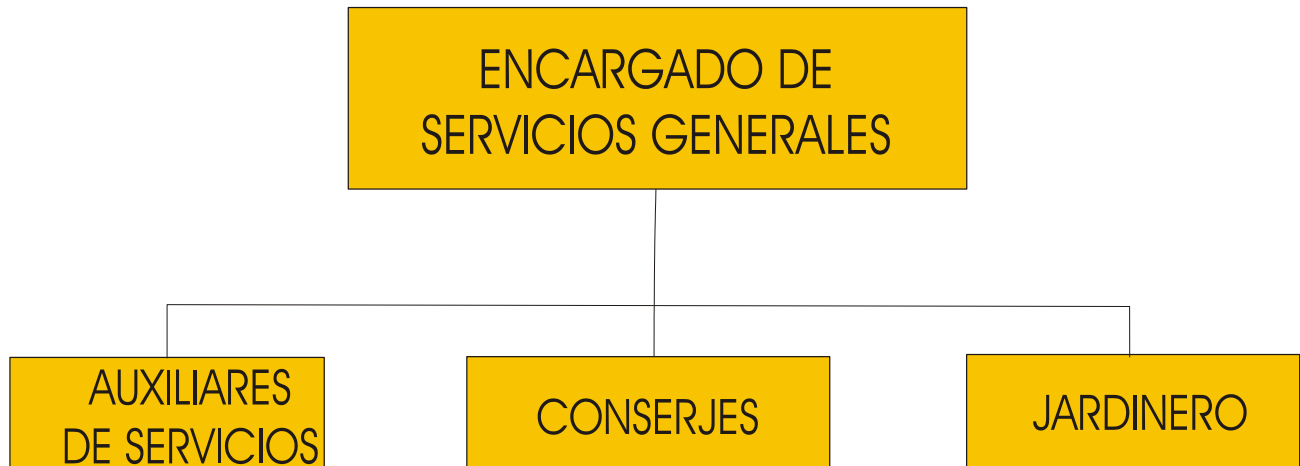 ENCARGADO DE
SERVICIOS GENERALES
AUXILIARES
DE SERVICIOS
CONSERJES
JARDINERO